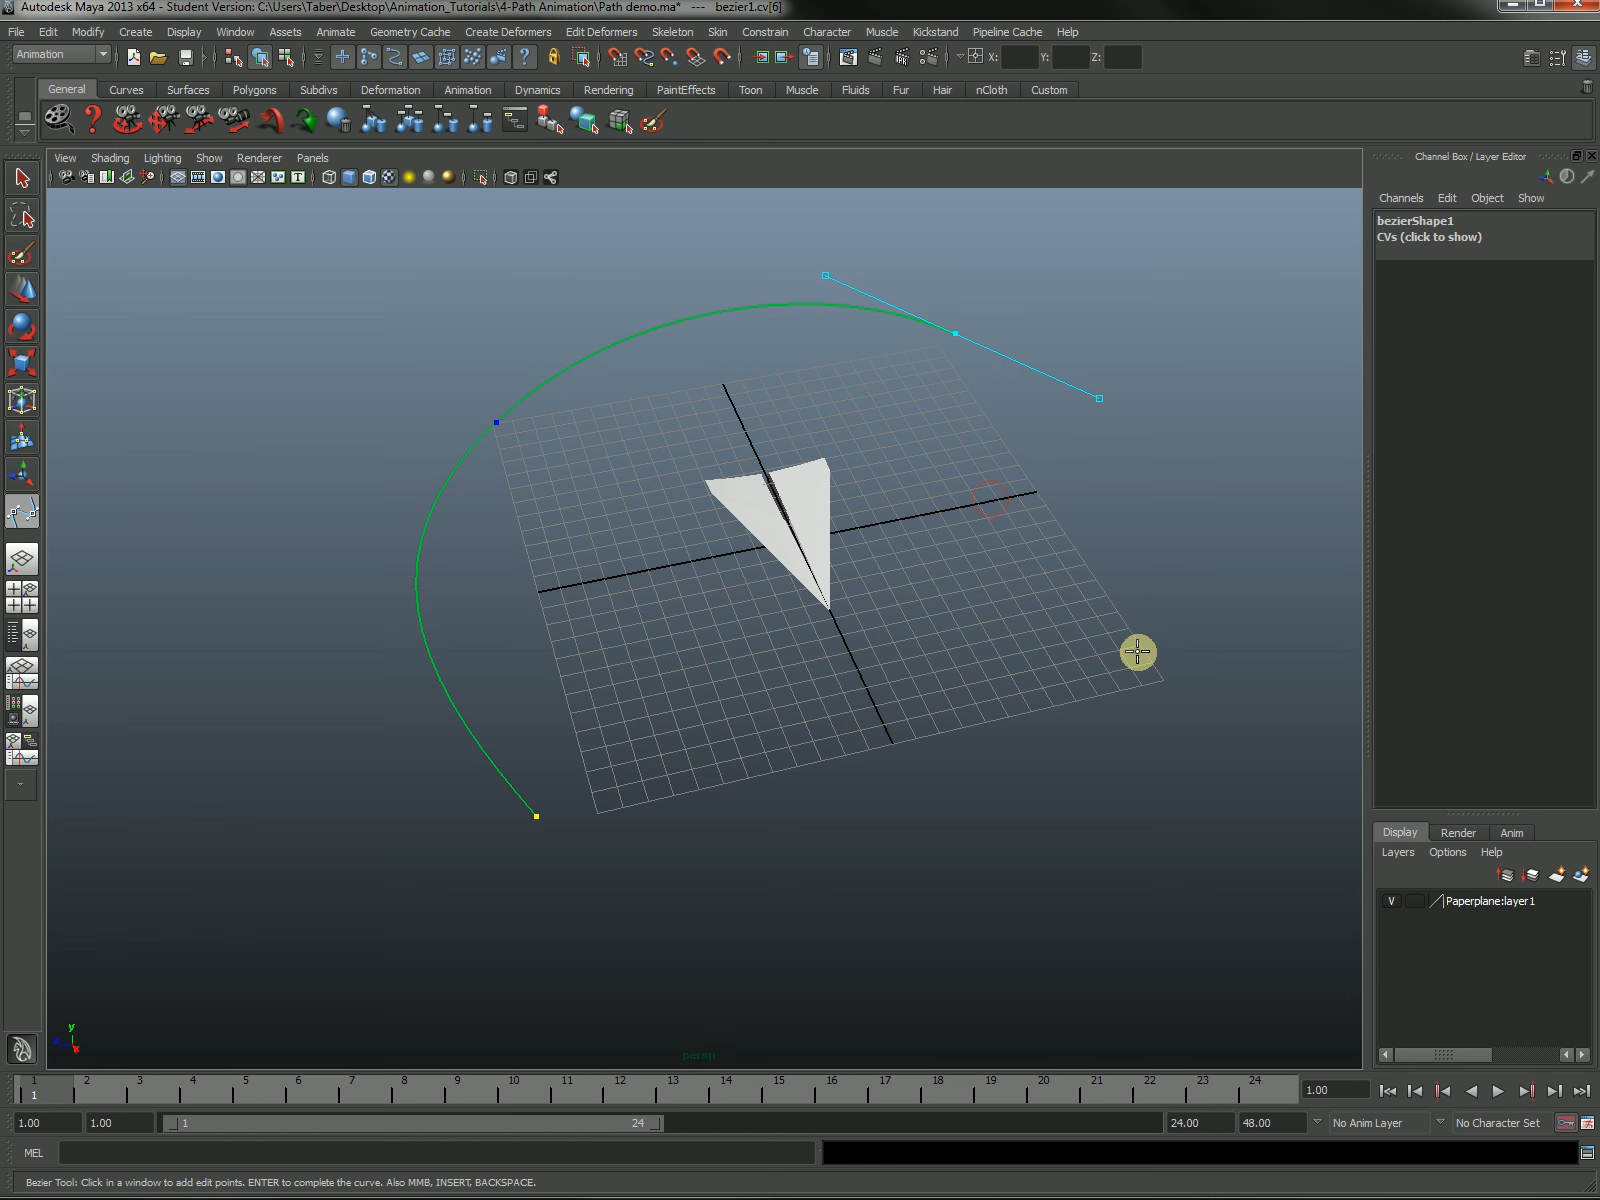 Autodesk Maya 2013 x64 - Student Version: C:\Users\Taber\Desktop\Animation_Tutorials\4-Path Animation\Path demo.ma* --- bezier1.cv[6]
File Edit Modify Create Display Window Assets Animate Geometry Cache Create Deformers Edit Deformers Skeleton Skin Constrain Character Muscle Kickstand Pipeline Cache Help
Animation X: Y: Z:
General Curves Surfaces Polygons Subdivs Deformation Animation Dynamics Rendering PaintEffects Toon Muscle Fluids Fur Hair nCloth Custom
View Shading Lighting Show Renderer Panels
Channel Box / Layer Editor
Channels Edit Object Show
bezierShape1
CVs (click to show)
Display Render Anim
Layers Options Help
V Paperplane:layer1
y
x
persp
1 2 3 4 5 6 7 8 9 10 11 12 13 14 15 16 17 18 19 20 21 22 23 24
1 1.00
1.00 1.00 1 24 24.00 48.00 No Anim Layer No Character Set
MEL
Bezier Tool: Click in a window to add edit points. ENTER to complete the curve. Also MMB, INSERT, BACKSPACE.